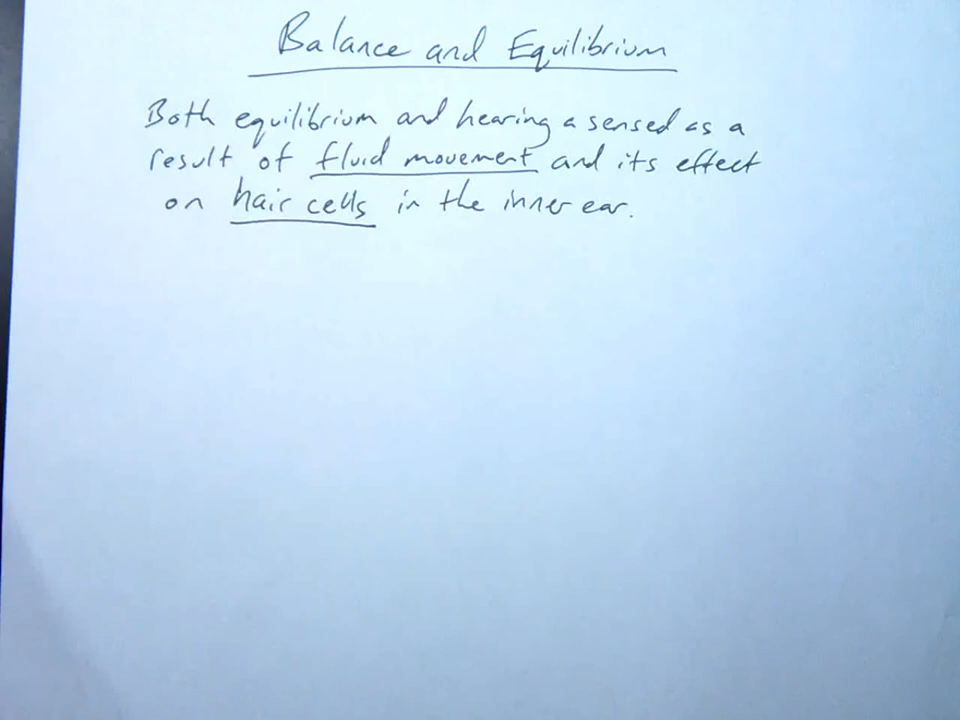 Balance and Equilibrium
Both equilibrium and hearing a sensed as a
result of fluid movement and its effect
on hair cells in the inner ear.